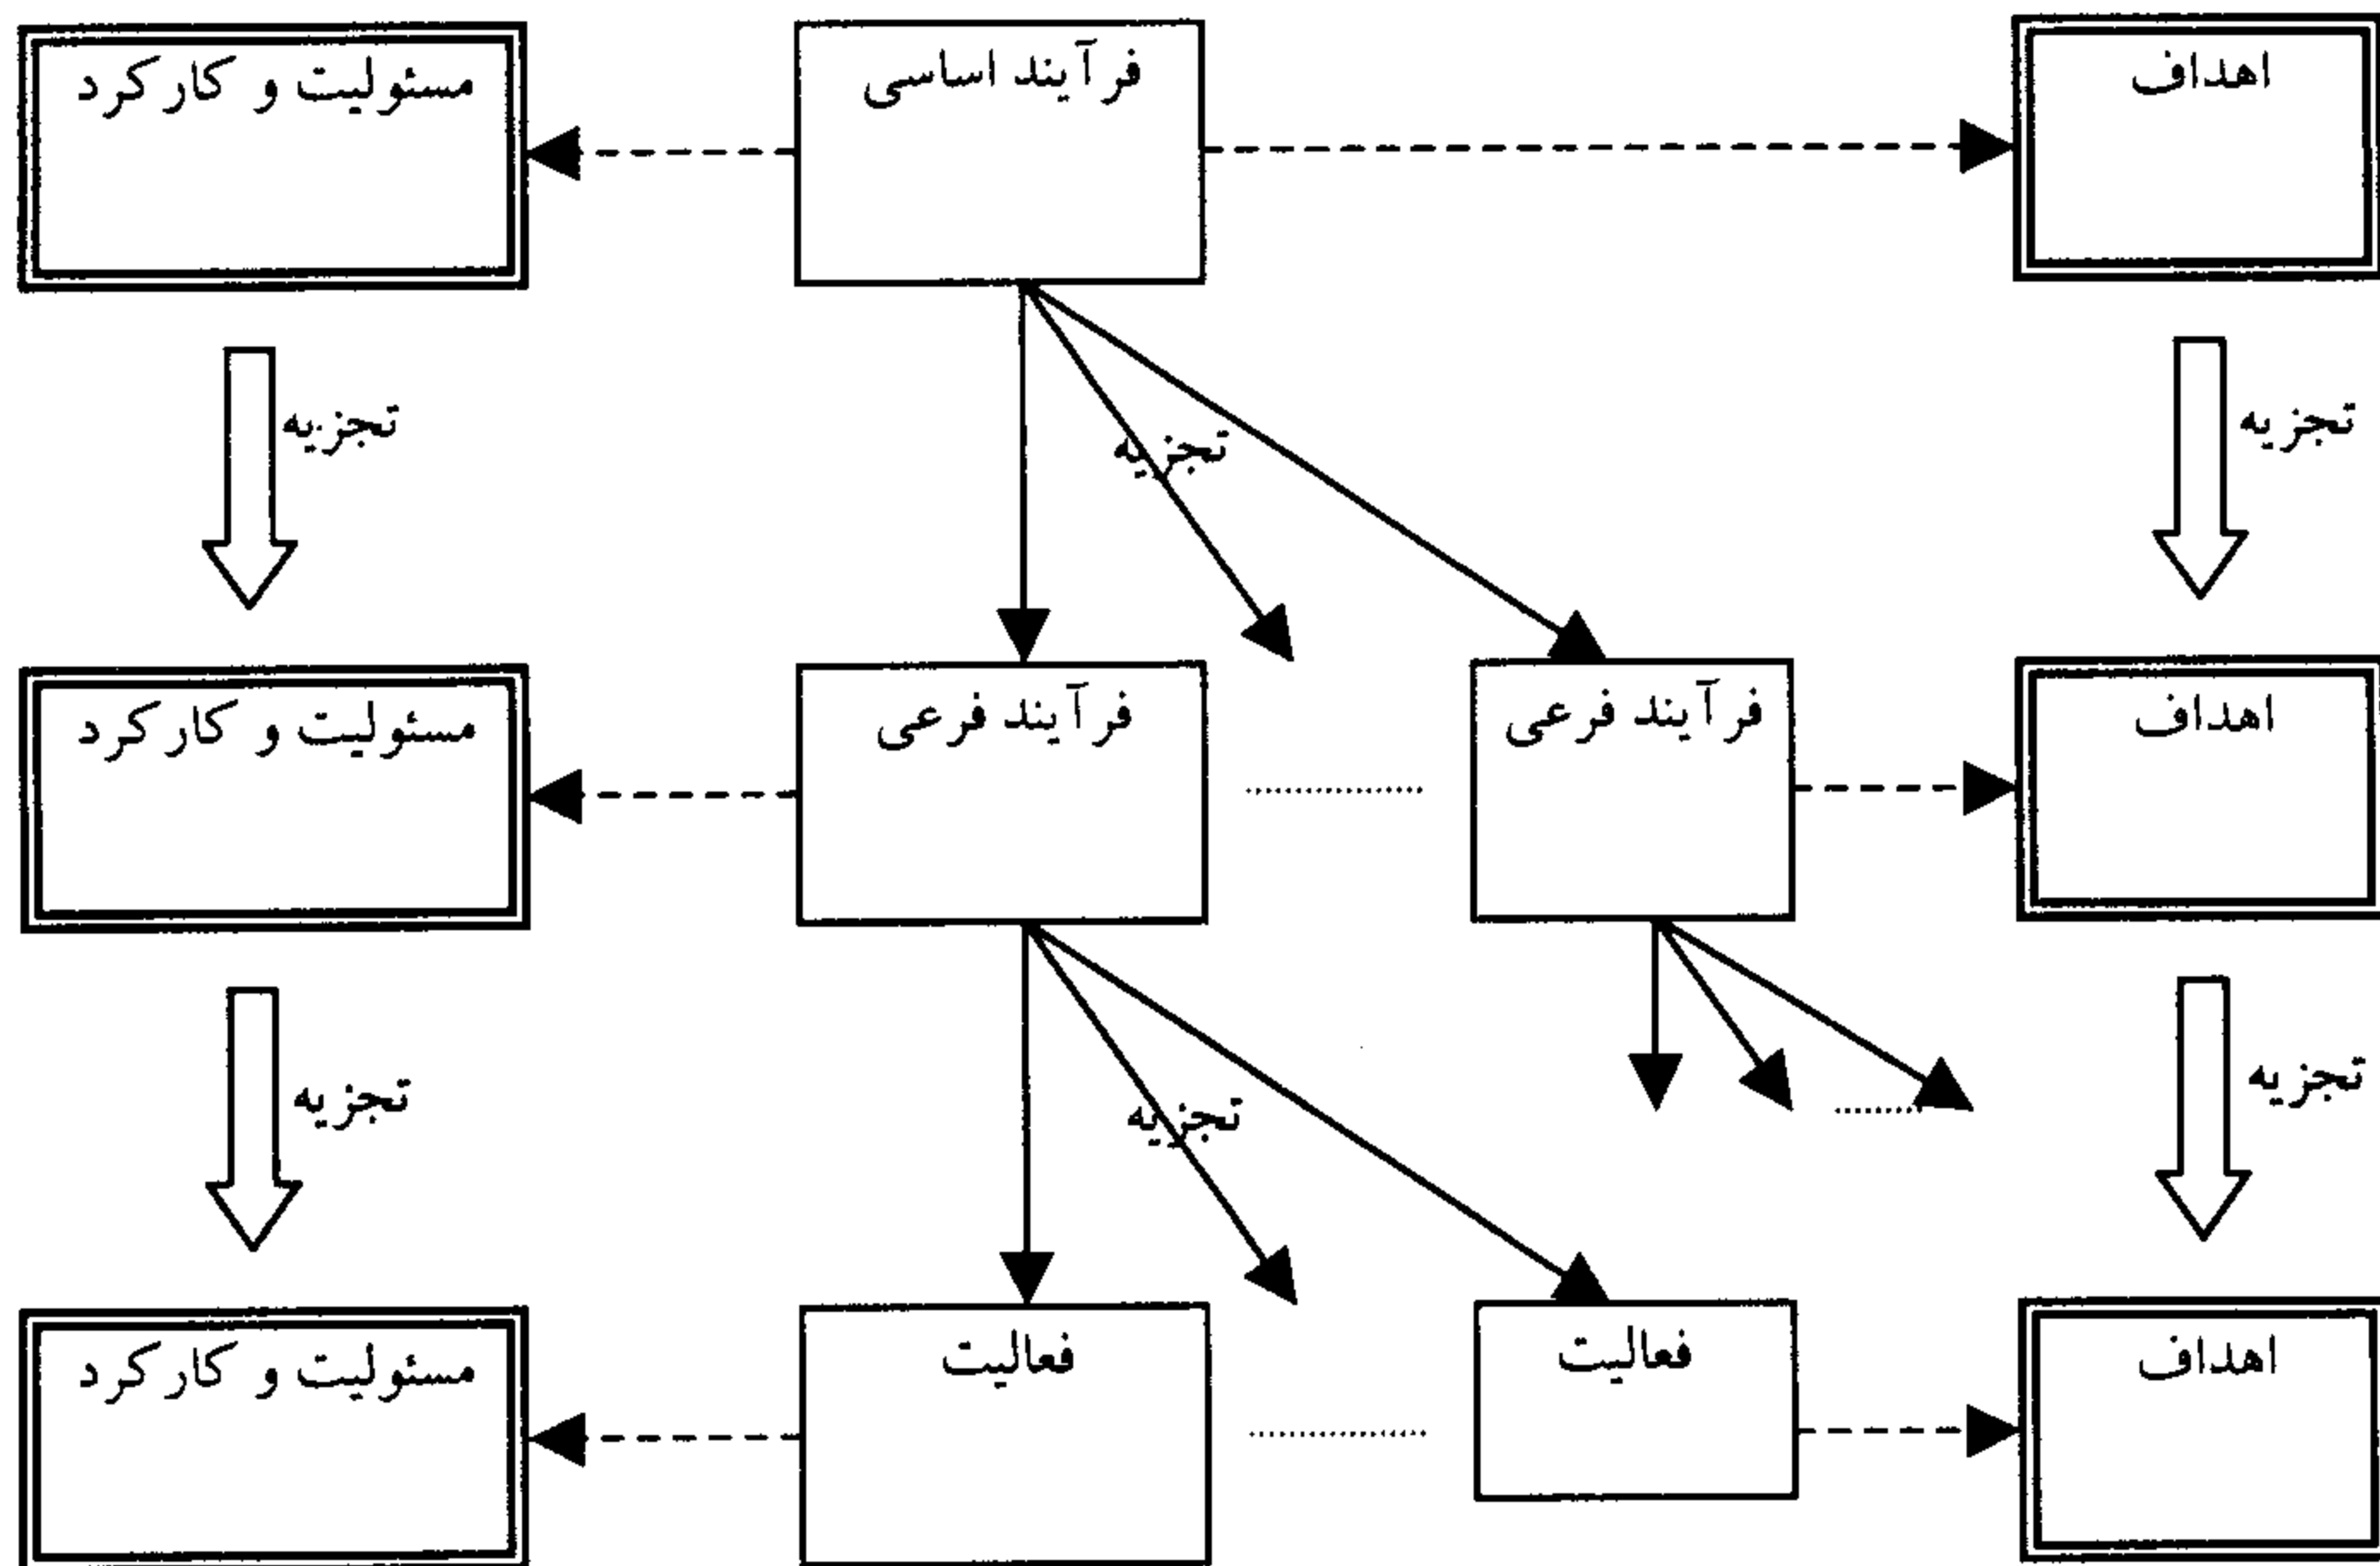 اهداف
فرآیند اساسی
مسئولیت و کارکرد
تجزیه
تجزیه
تجزیه
اهداف
فرآیند فرعی
فرآیند فرعی
مسئولیت و کارکرد
تجزیه
تجزیه
تجزیه
اهداف
فعالیت
فعالیت
مسئولیت و کارکرد